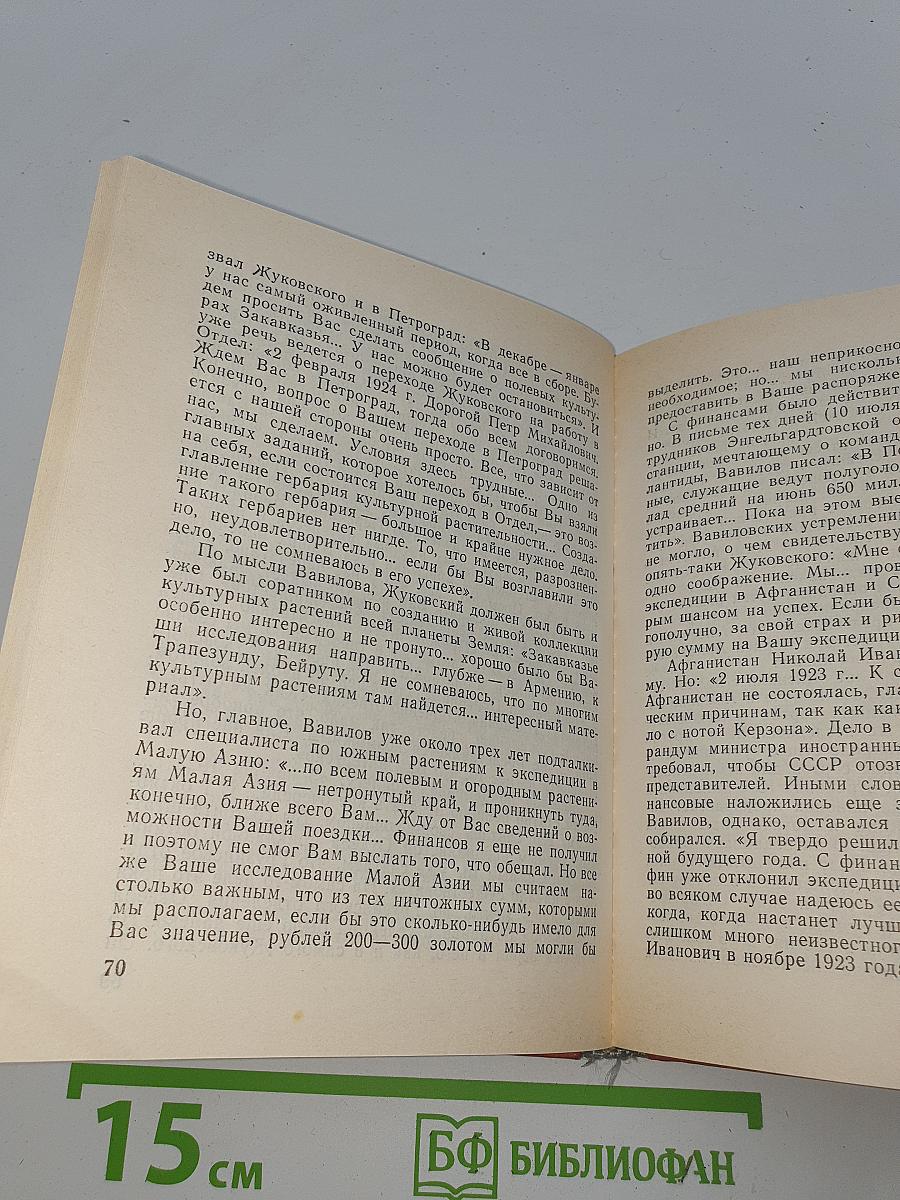 звал Жуковского и в Петроград: «В декабре — январе
у нас самый оживленный период, когда все в сборе. Бу-
дем просить Вас сделать сообщение о полевых культу-
рах Закавказья... У нас можно будет остановиться». И
уже речь ведется о переходе Жуковского на работу в
Отдел: «2 февраля 1924 г. Дорогой Петр Михайлович.
Ждем Вас в Петроград, тогда обо всем договоримся.
Конечно, вопрос о Вашем переходе в Петроград реша-
ется с нашей стороны очень просто. Все, что зависит от
нас, мы сделаем. Условия здесь трудные... Одно из
главных заданий, которое хотелось бы, чтобы Вы взяли
на себя, если состоится Ваш переход в Отдел,— это воз-
главление гербария культурной растительности... Созда-
ние такого гербария — большое и крайне нужное дело.
Таких гербариев нет нигде. То, что имеется, разрознен-
но, неудовлетворительно... если бы Вы возглавили это
дело, то не сомневаюсь в его успехе».
По мысли Вавилова, Жуковский должен был быть и
уже был соратником по созданию и живой коллекции
культурных растений всей планеты Земля: «Закавказье
особенно интересно и не тронуто... хорошо было бы Ва-
ши исследования направить... глубже — в Армению, к
Трапезунду, Бейруту. Я не сомневаюсь, что по многим
культурным растениям там найдется... интересный мате-
риал».
Но, главное, Вавилов уже около трех лет подталки-
вал специалиста по южным растениям к экспедиции в
Малую Азию: «...по всем полевым и огородным растени-
ям Малая Азия — нетронутый край, и проникнуть туда,
конечно, ближе всего Вам... Жду от Вас сведений о воз-
можности Вашей поездки... Финансов я еще не получил
и поэтому не смог Вам выслать того, что обещал. Но все
же Ваше исследование Малой Азии мы считаем на-
столько важным, что из тех ничтожных сумм, которыми
мы располагаем, если бы это сколько-нибудь имело для
Вас значение, рублей 200—300 золотом мы могли бы
70
выделить. Это... наш неприкосно
необходимое; но... мы нисколь
предоставить в Ваше распоряже
С финансами было действит
но. В письме тех дней (10 июля
трудников Энгельгардтовской о
станции, мечтающему о команд
лантиды, Вавилов писал: «В П
ные, служащие ведут полуголо
лад средний на июнь 650 мил
устраивает... Пока на этом вые
тить». Вавиловских устремлени
не могло, о чем свидетельству
опять-таки Жуковского: «Мне
одно соображение. Мы... пров
экспедиции в Афганистан и С
рым шансом на успех. Если бы
гополучно, за свой страх и ри
рую сумму на Вашу экспедици
Афганистан Николай Иван
му. Но: «2 июля 1923 г... К с
Афганистан не состоялась, гла
ческим причинам, так как как
ло с нотой Керзона». Дело в
рандум министра иностранны
требовал, чтобы СССР отозв
представителей. Иными слов
нансовые наложились еще з
Вавилов, однако, оставался
собирался. «Я твердо решил
ной будущего года. С финан
фин уже отклонил экспедици
во всяком случае надеюсь ее
когда, когда настанет лучш
слишком много неизвестног
Иванович в ноябре 1923 год
15 см
БФ БИБЛИОФАН